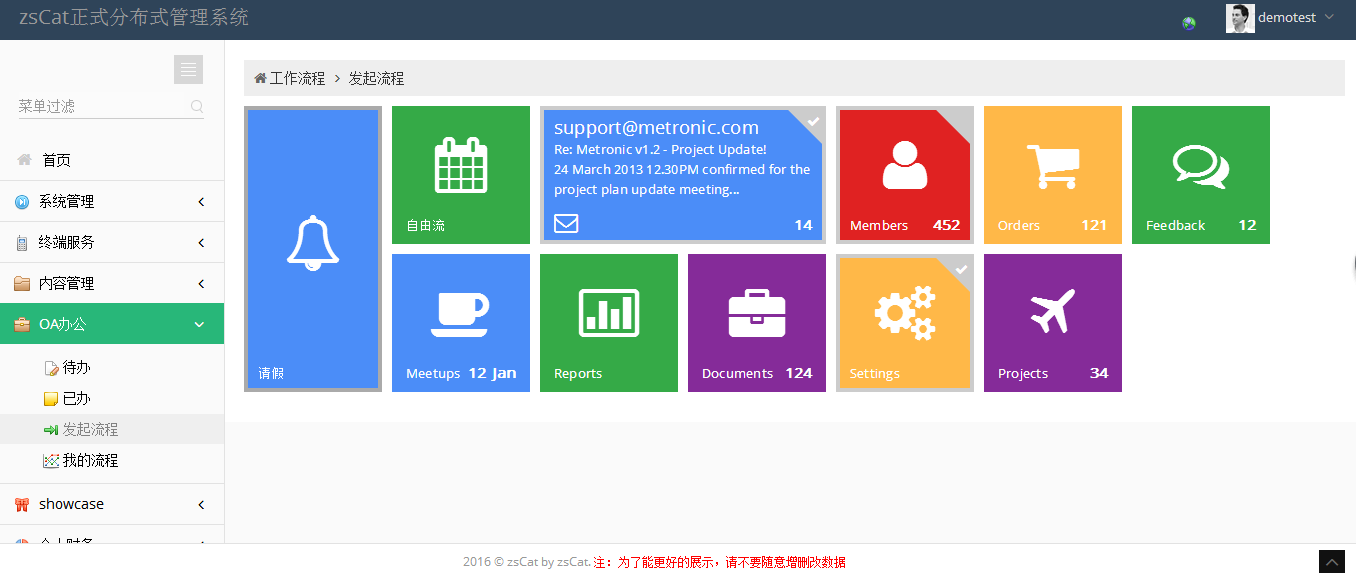 zsCat正式分布式管理系统
demotest
菜单过滤
首页
系统管理
终端服务
内容管理
OA办公
待办
已办
发起流程
我的流程
showcase
工作流程 > 发起流程
请假
自由流
support@metronic.com
Re: Metronic v1.2 - Project Update!
24 March 2013 12.30PM confirmed for the
project plan update meeting...
14
Members 452
Orders 121
Feedback 12
Meetups 12 Jan
Reports
Documents 124
Settings
Projects 34
2016 © zsCat by zsCat. 注：为了能更好的展示，请不要随意增删改数据